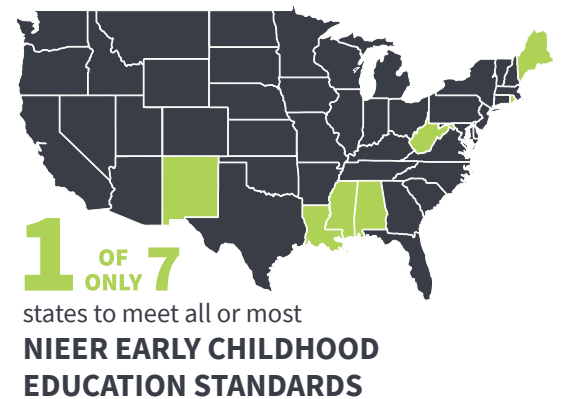 1 OF ONLY 7
states to meet all or most
NIEER EARLY CHILDHOOD
EDUCATION STANDARDS